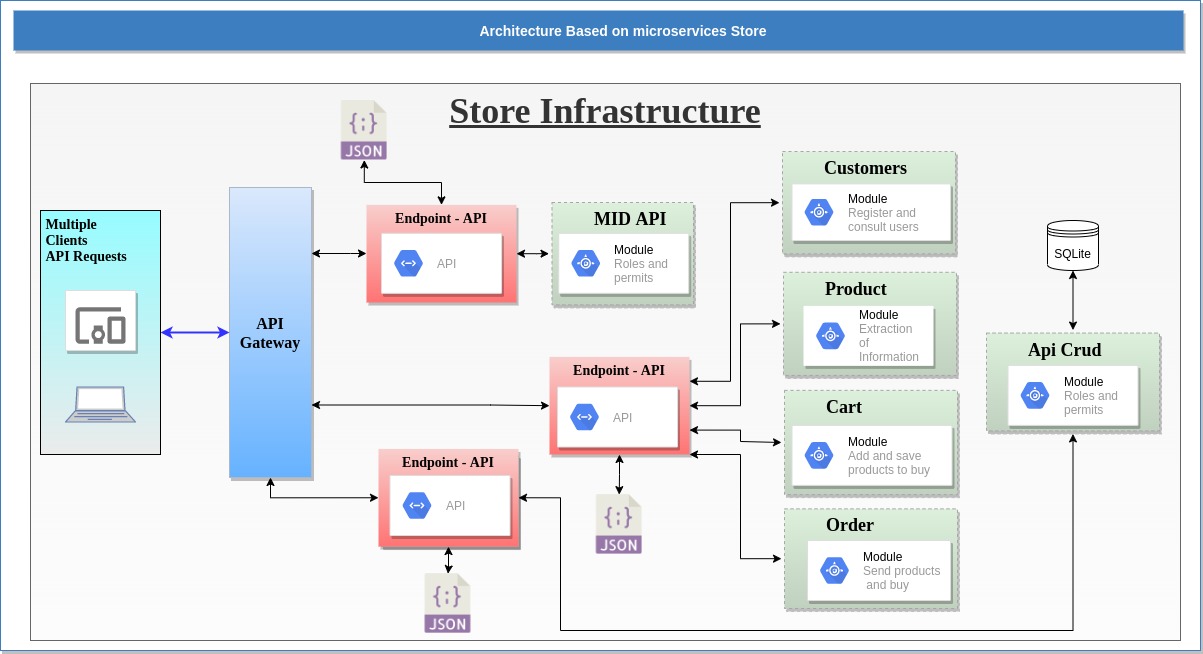 Architecture Based on microservices Store
Store Infrastructure
{;}
JSON
Multiple
Clients
API Requests
API
Gateway
Endpoint - API
API
MID API
Module
Roles and
permits
Endpoint - API
API
{;}
JSON
Endpoint - API
API
{;}
JSON
Customers
Module
Register and
consult users
Product
Module
Extraction
of
Information
Cart
Module
Add and save
products to buy
Order
Module
Send products
and buy
SQLite
Api Crud
Module
Roles and
permits